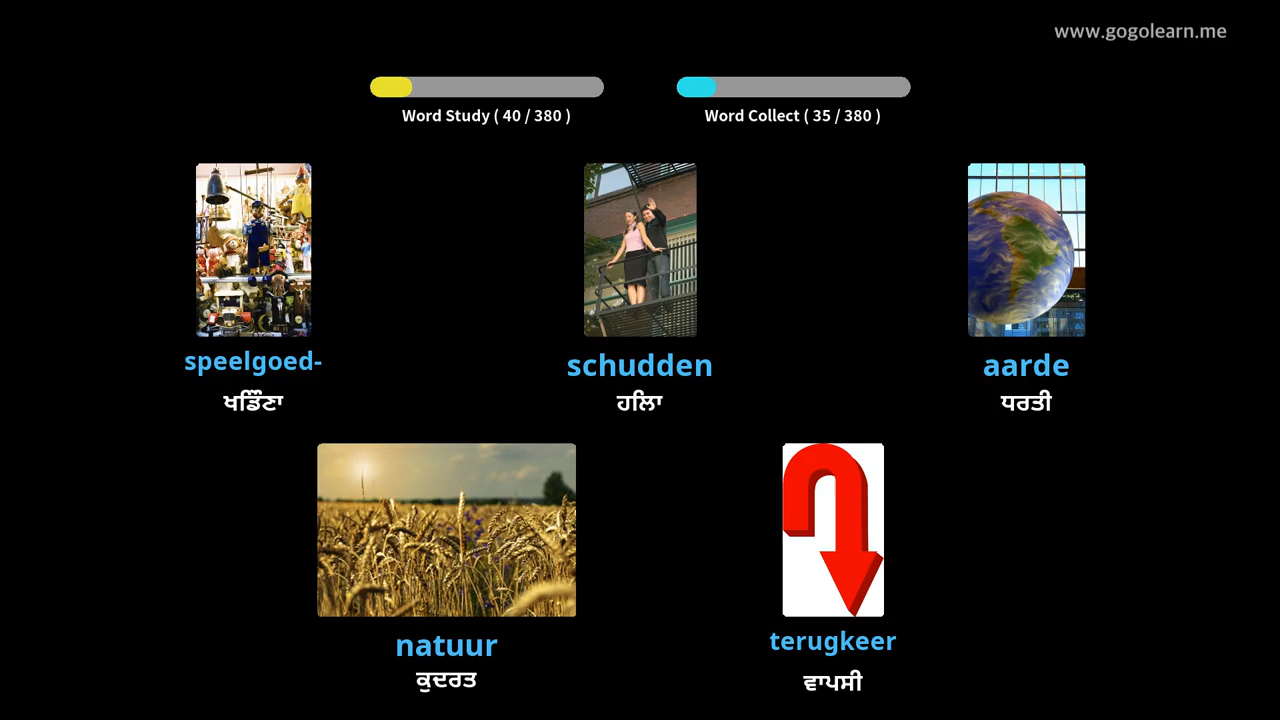 www.gogolearn.me
Word Study ( 40 / 380 )
Word Collect ( 35 / 380 )
speelgoed-
ਖਡਿੌਣਾ
schudden
ਹਿਲਾ
aarde
ਧਰਤੀ
natuur
ਕੁਦਰਤ
terugkeer
ਵਾਪਸੀ